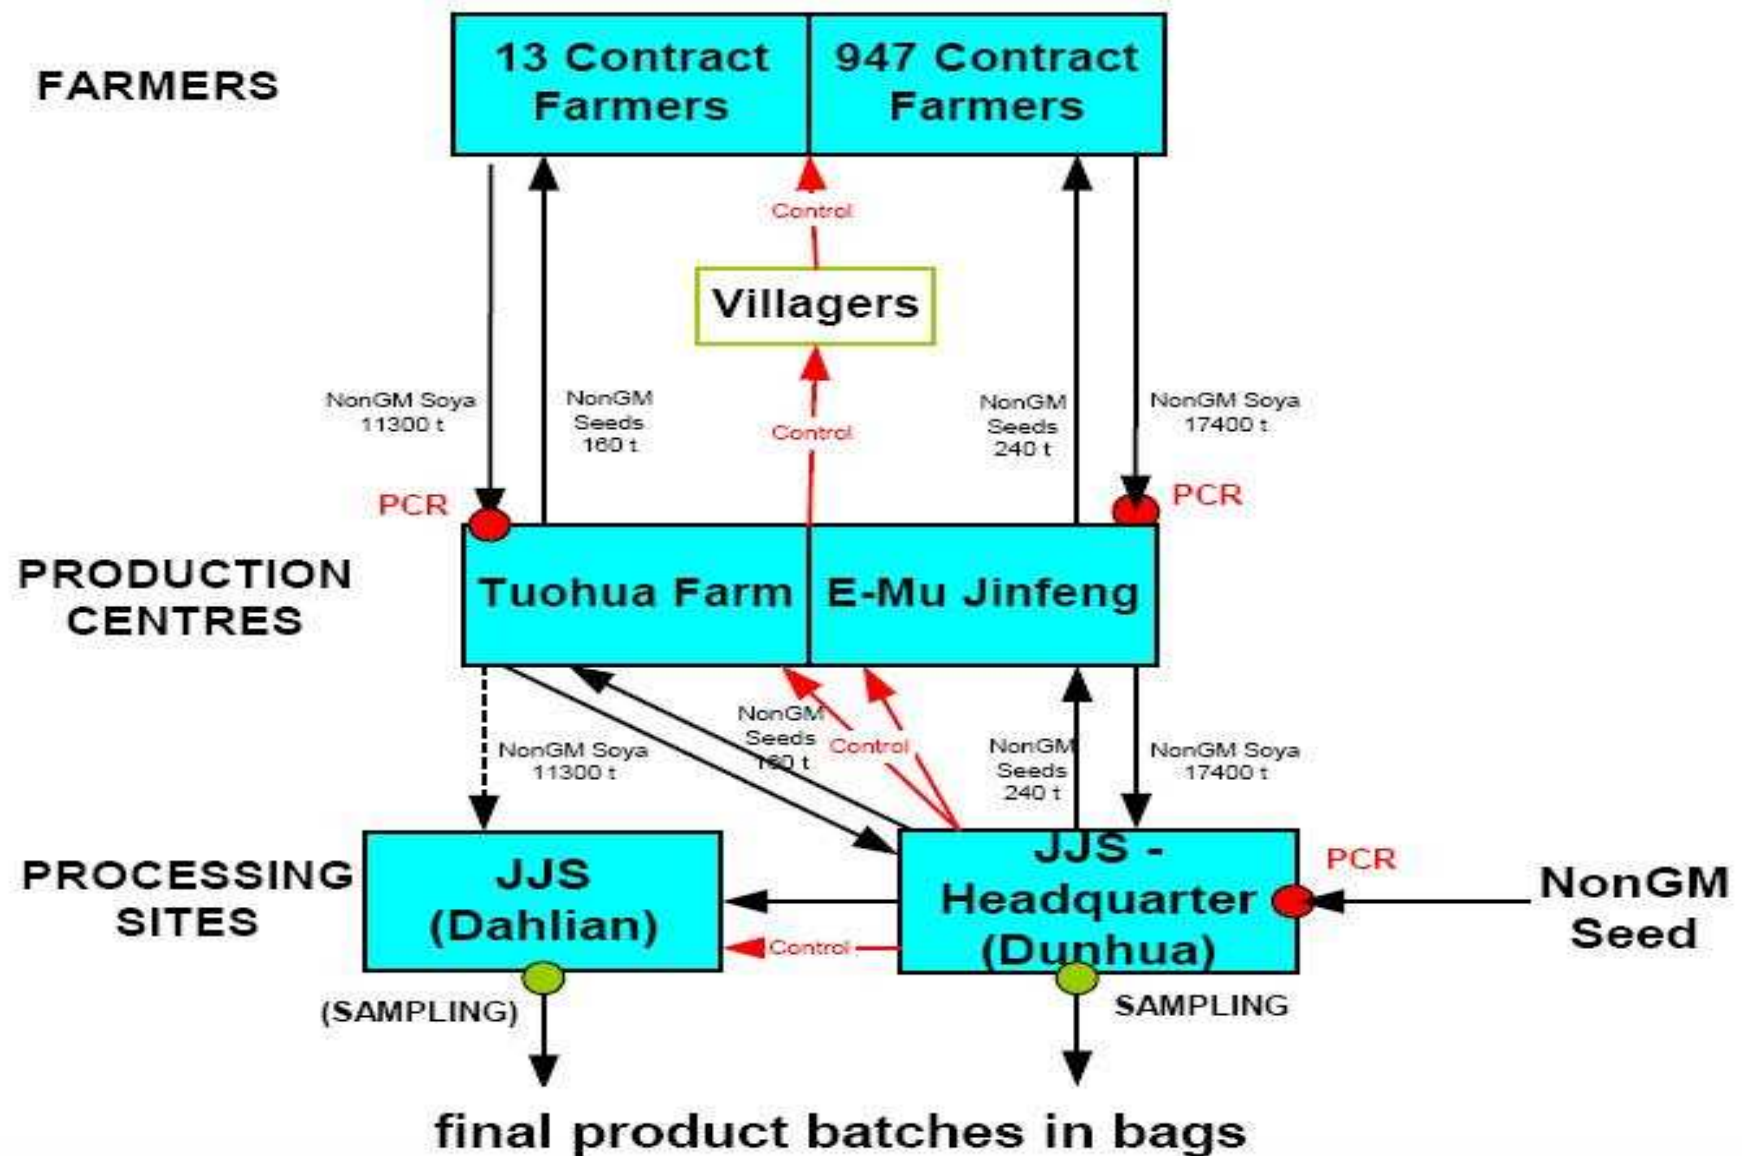 FARMERS
13 Contract
Farmers
947 Contract
Farmers
Control
Villagers
NonGM Soya
11300 t
NonGM
Seeds
160 t
Control
NonGM
Seeds
240 t
NonGM Soya
17400 t
PCR
PCR
PRODUCTION
CENTRES
Tuohua Farm
E-Mu Jinfeng
NonGM Soya
11300 t
NonGM
Seeds
160 t
Control
NonGM
Seeds
240 t
NonGM Soya
17400 t
PROCESSING
SITES
JJS
(Dahlian)
Control
JJS -
Headquarter
(Dunhua)
PCR
NonGM
Seed
(SAMPLING)
SAMPLING
final product batches in bags